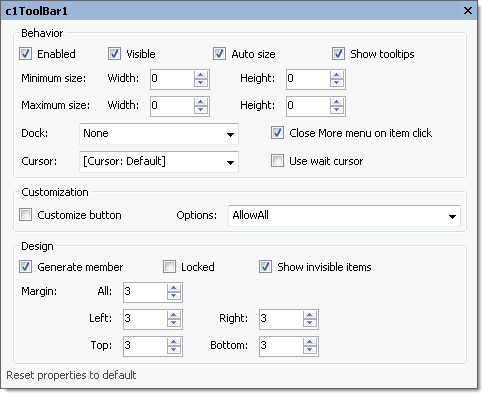 c1ToolBar1
Behavior
Enabled Visible Auto size Show tooltips
Minimum size: Width: 0 Height: 0
Maximum size: Width: 0 Height: 0
Dock: None Close More menu on item click
Cursor: [Cursor: Default] Use wait cursor
Customization
Customize button Options: AllowAll
Design
Generate member Locked Show invisible items
Margin: All: 3
Left: 3 Right: 3
Top: 3 Bottom: 3
Reset properties to default